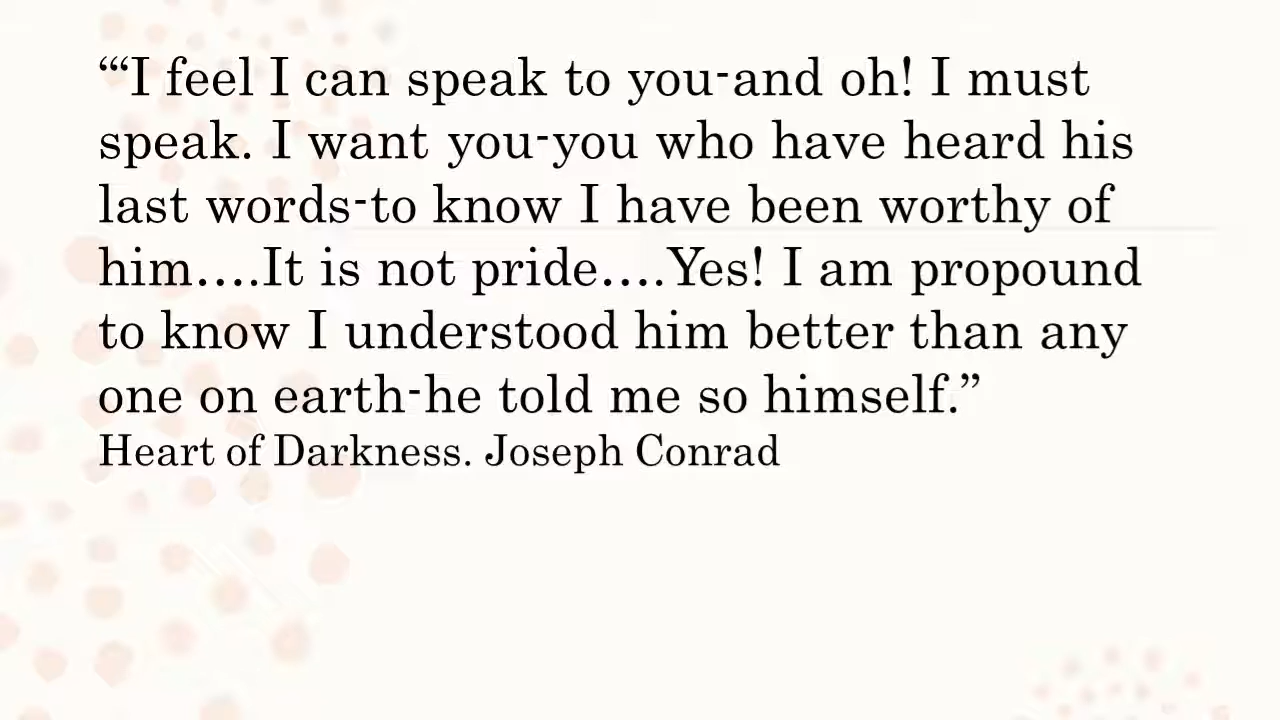 “‘I feel I can speak to you-and oh! I must
speak. I want you-you who have heard his
last words-to know I have been worthy of
him....It is not pride....Yes! I am propound
to know I understood him better than any
one on earth-he told me so himself.”
Heart of Darkness. Joseph Conrad